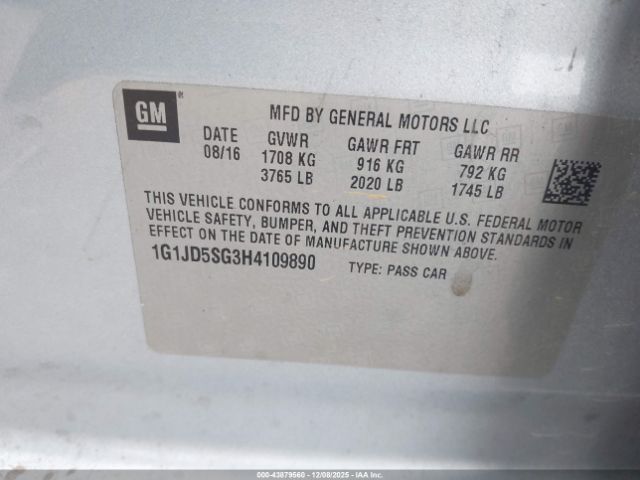 GM
MFD BY GENERAL MOTORS LLC
DATE GVWR GAWR FRT GAWR RR
08/16 1708 KG 916 KG 792 KG
3765 LB 2020 LB 1745 LB
THIS VEHICLE CONFORMS TO ALL APPLICABLE U.S. FEDERAL MOTOR
VEHICLE SAFETY, BUMPER, AND THEFT PREVENTION STANDARDS IN
EFFECT ON THE DATE OF MANUFACTURE SHOWN ABOVE.
1G1JD5SG3H4109890 TYPE: PASS CAR
000-43879560 - 12/08/2025 - IAA Inc.